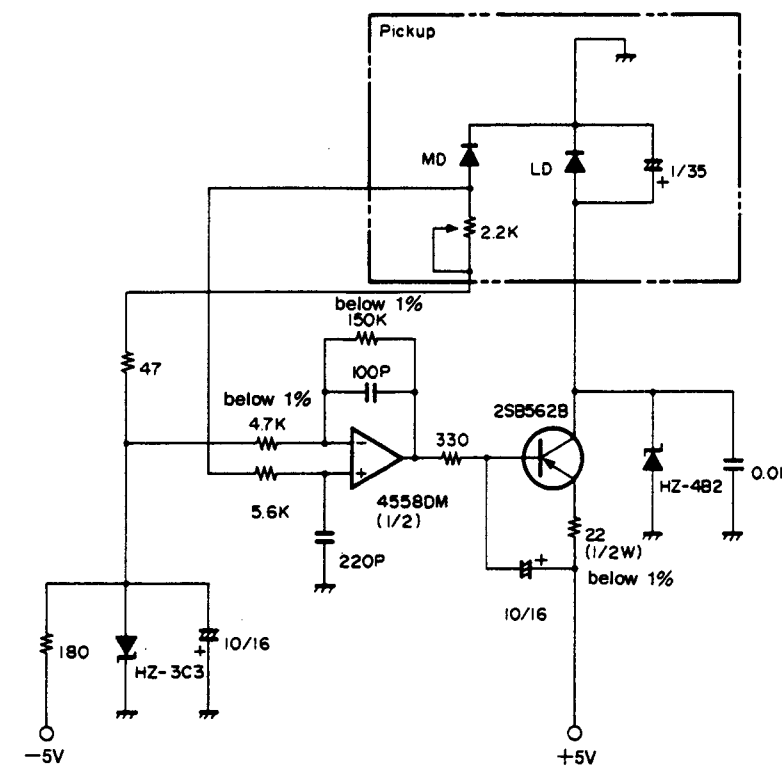 Pickup
MD
LD
1/35
2.2K
below 1%
150K
47
100P
below 1%
4.7K
2SB562B
330
HZ-4B2
0.01
5.6K
4558DM
(1/2)
22
(1/2W)
220P
below 1%
10/16
180
10/16
HZ-3C3
-5V
+5V